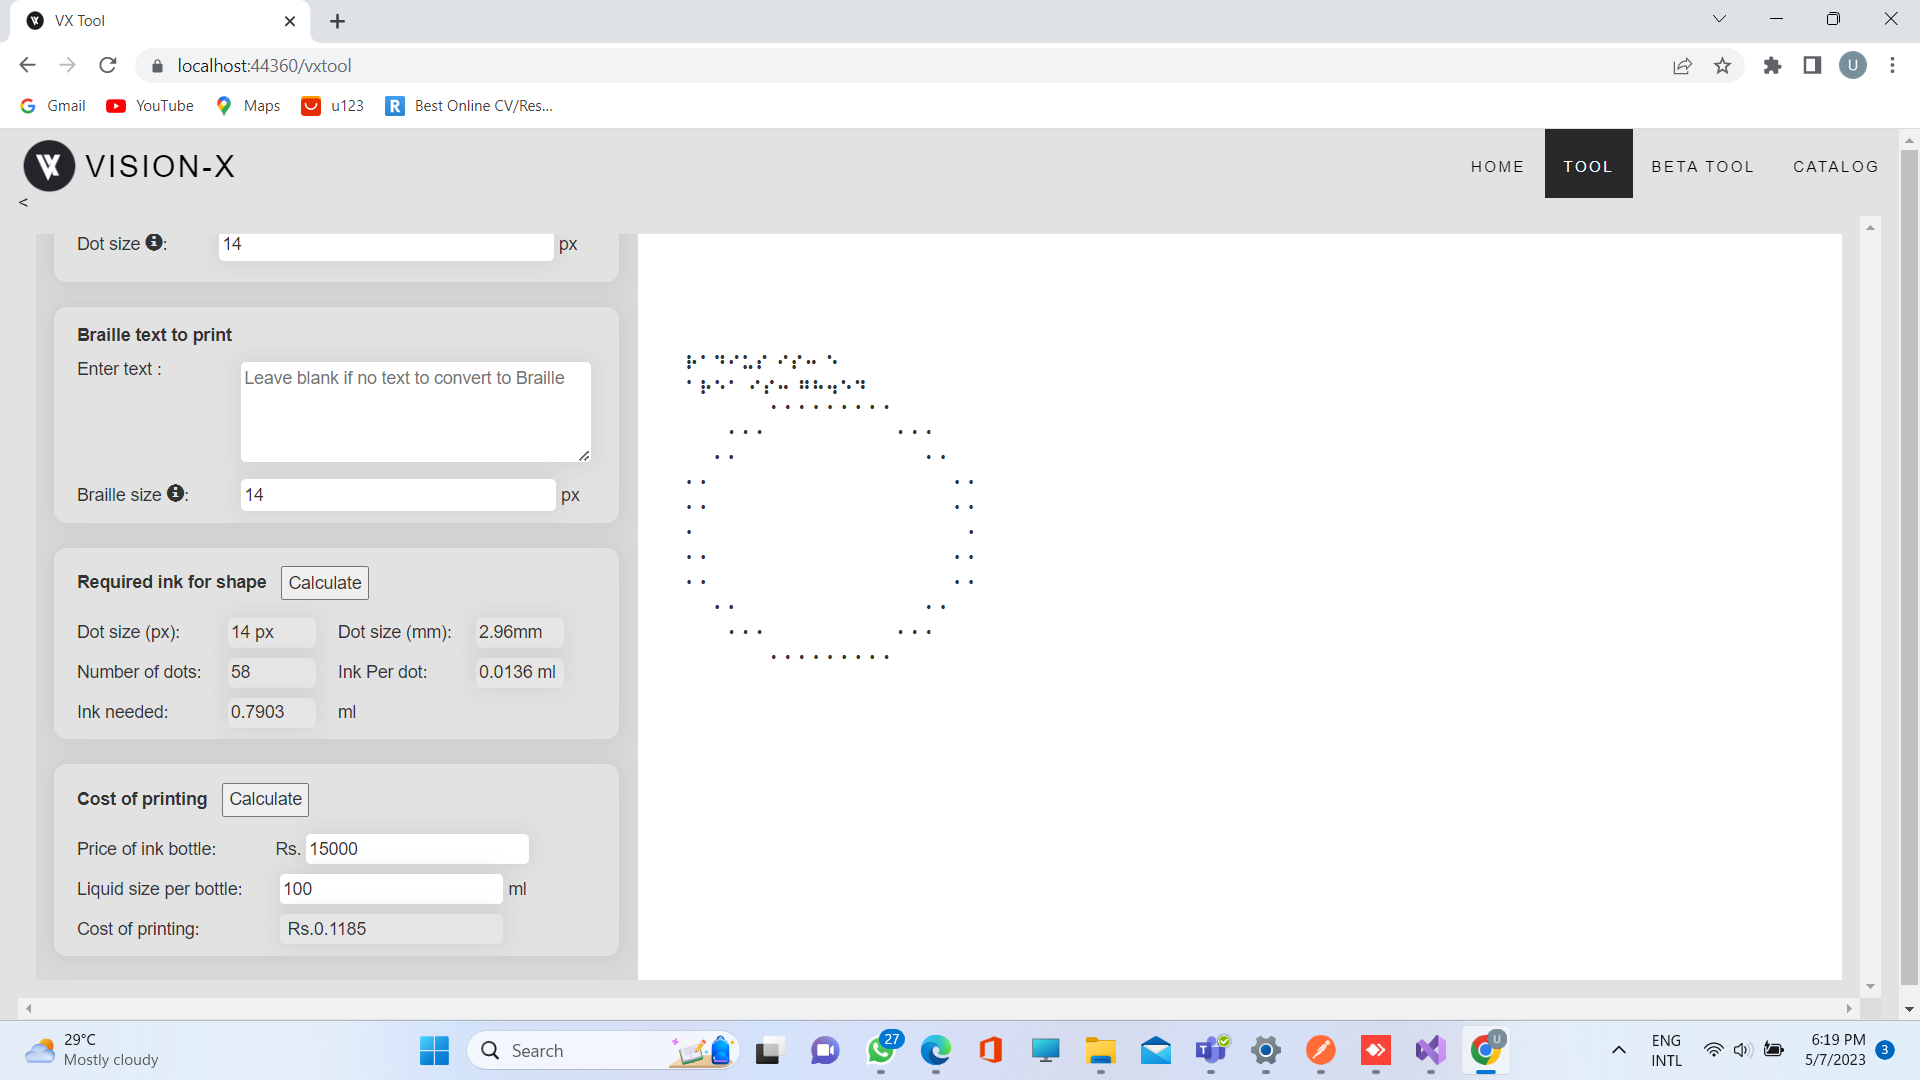 VX Tool
localhost:44360/vxtool
Gmail
YouTube
Maps
u123
Best Online CV/Res...
VISION-X
HOME
TOOL
BETA TOOL
CATALOG
<
Dot size : 14 px
Braille text to print
Enter text : Leave blank if no text to convert to Braille
Braille size : 14 px
Required ink for shape Calculate
Dot size (px): 14 px Dot size (mm): 2.96mm
Number of dots: 58 Ink Per dot: 0.0136 ml
Ink needed: 0.7903 ml
Cost of printing Calculate
Price of ink bottle: Rs. 15000
Liquid size per bottle: 100 ml
Cost of printing: Rs.0.1185
29°C
Mostly cloudy
Search
27
ENG
INTL
6:19 PM
5/7/2023
3